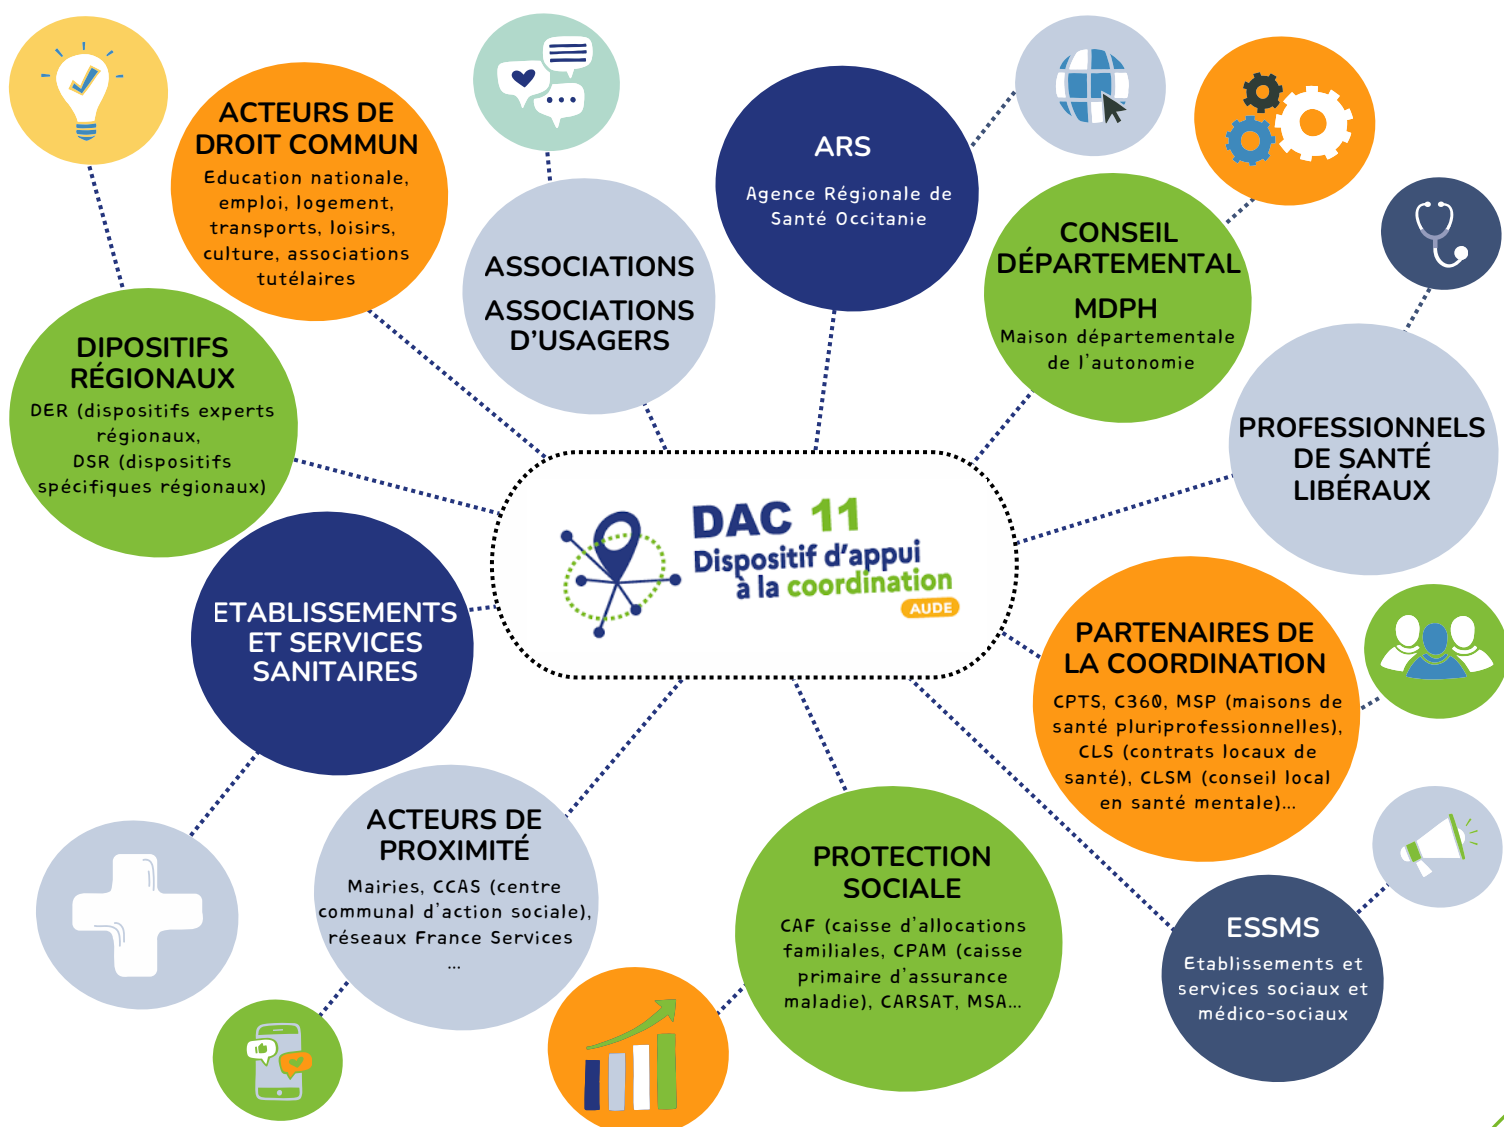 ACTEURS DE
DROIT COMMUN
Education nationale,
emploi, logement,
transports, loisirs,
culture, associations
tutélaires
ASSOCIATIONS
ASSOCIATIONS
D'USAGERS
ARS
Agence Régionale de
Santé Occitanie
CONSEIL
DÉPARTEMENTAL
MDPH
Maison départementale
de l'autonomie
DIPOSITIFS
RÉGIONAUX
DER (dispositifs experts
régionaux,
DSR (dispositifs
spécifiques régionaux)
PROFESSIONNELS
DE SANTÉ
LIBÉRAUX
DAC 11
Dispositif d'appui
à la coordination
AUDE
ETABLISSEMENTS
ET SERVICES
SANITAIRES
PARTENAIRES DE
LA COORDINATION
CPTS, C360, MSP (maisons de
santé pluriprofessionnelles),
CLS (contrats locaux de
santé), CLSM (conseil local
en santé mentale)...
ACTEURS DE
PROXIMITÉ
Mairies, CCAS (centre
communal d'action sociale),
réseaux France Services
...
PROTECTION
SOCIALE
CAF (caisse d'allocations
familiales, CPAM (caisse
primaire d'assurance
maladie), CARSAT, MSA...
ESSMS
Etablissements et
services sociaux et
médico-sociaux